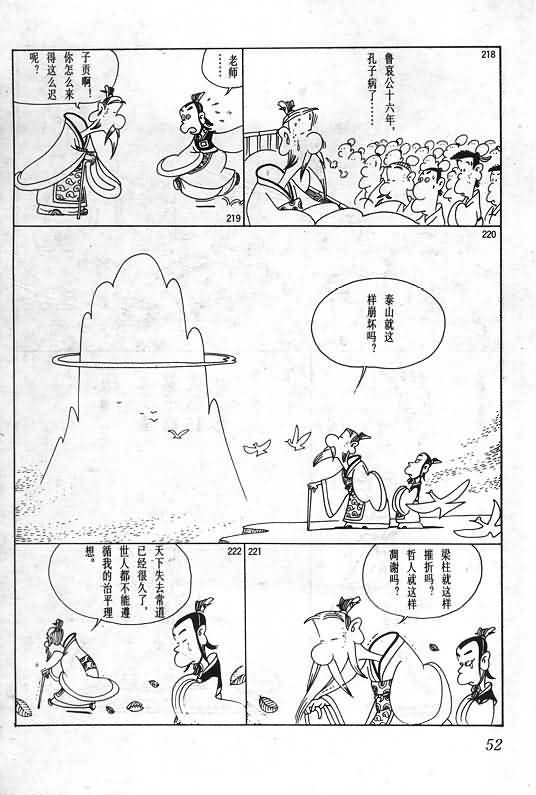 218
鲁哀公十六年，
孔子病了……
老师
……
219
子贡啊！
你怎么来
得这么迟
呢？
220
泰山就这
样崩坏吗？
221
梁柱就这样
摧折吗？
哲人就这样
凋谢吗？
222
天下失去常道
已经很久了。
世人都不能遵
循我的治平理
想。
52